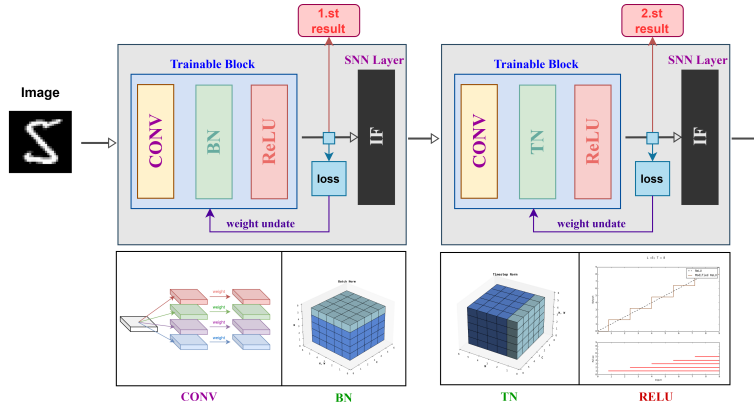 1.st
result
2.st
result
Image
Trainable Block
SNN Layer
CONV
BN
ReLU
IF
loss
weight undate
Trainable Block
SNN Layer
CONV
TN
ReLU
IF
loss
weight undate
weight
weight
weight
weight
Batch Norm
Timestep Norm
CONV
BN
TN
RELU